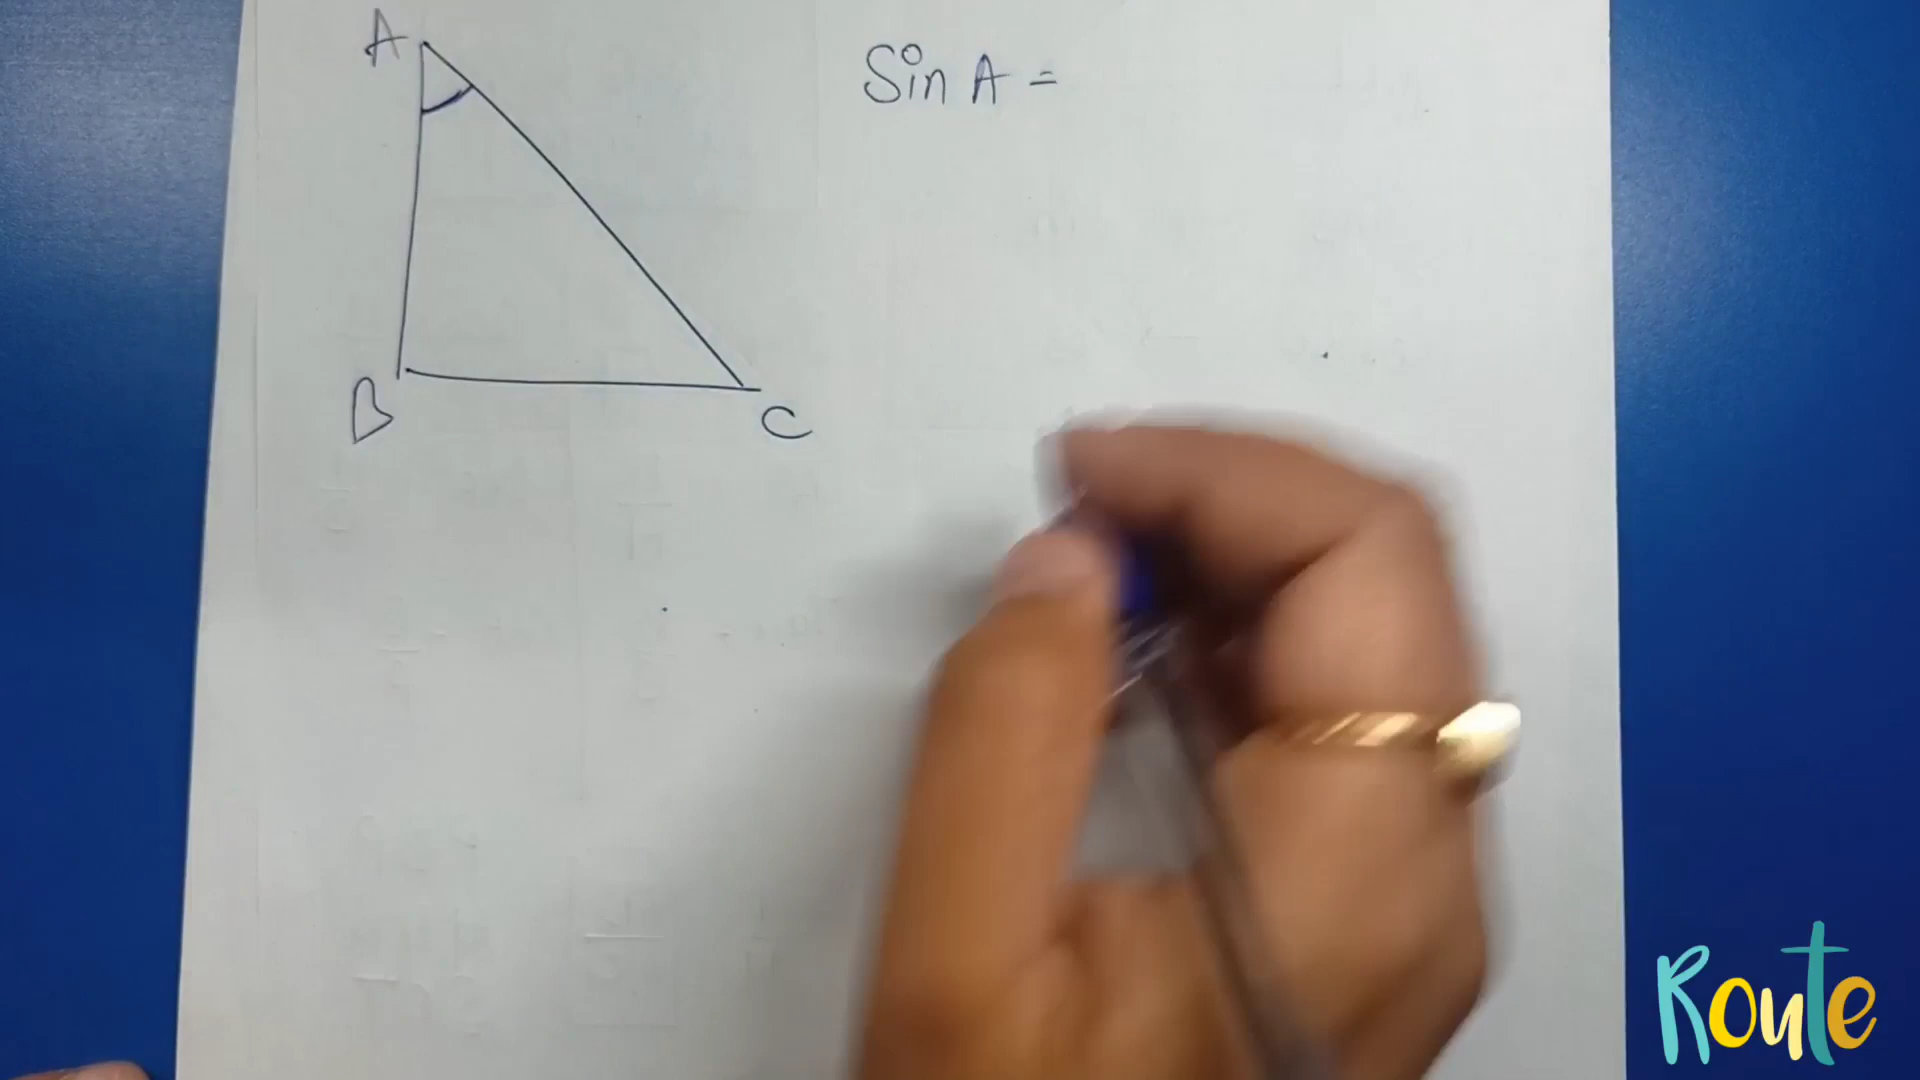 A
Sin A =
B
C
Route